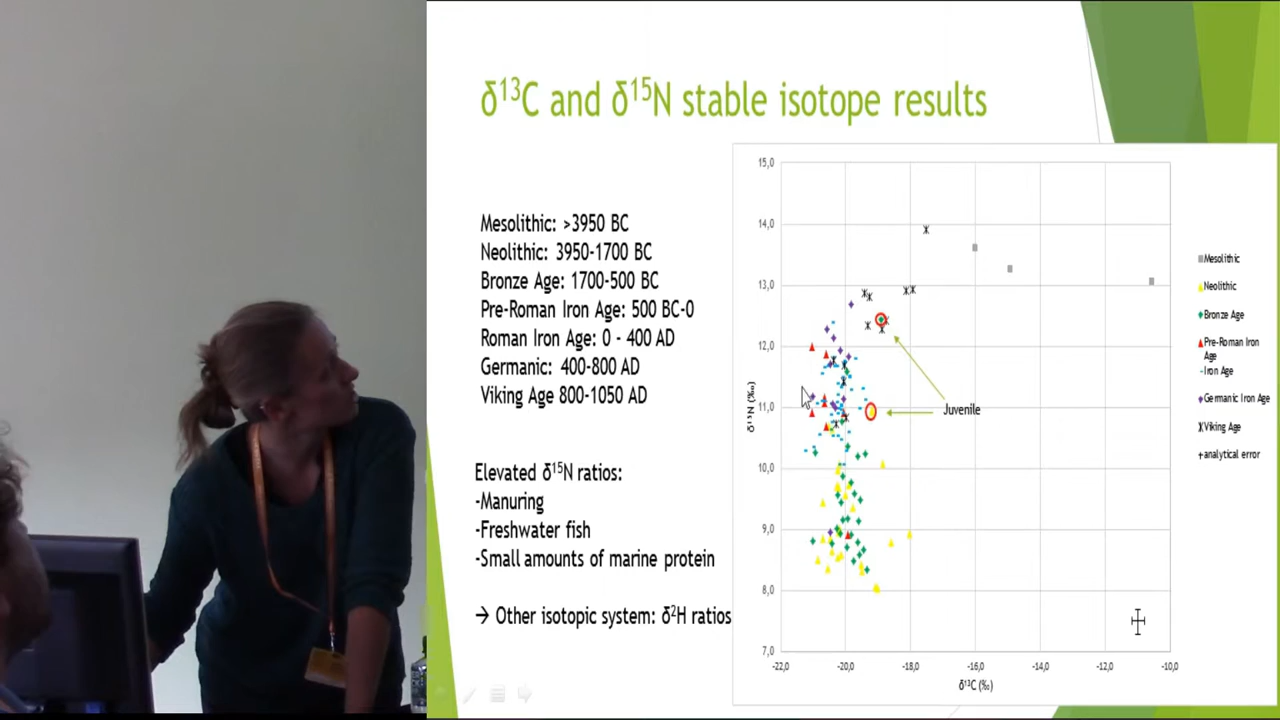 δ¹³C and δ¹⁵N stable isotope results
Mesolithic: >3950 BC
Neolithic: 3950-1700 BC
Bronze Age: 1700-500 BC
Pre-Roman Iron Age: 500 BC-0
Roman Iron Age: 0 - 400 AD
Germanic: 400-800 AD
Viking Age 800-1050 AD
Elevated δ¹⁵N ratios:
-Manuring
-Freshwater fish
-Small amounts of marine protein
→ Other isotopic system: δ²H ratios
15,0
14,0
13,0
12,0
11,0
10,0
9,0
8,0
7,0
δ¹⁵N (‰)
-22,0 -20,0 -18,0 -16,0 -14,0 -12,0 -10,0
δ¹³C (‰)
Juvenile
Mesolithic
Neolithic
Bronze Age
Pre-Roman Iron
Age
Iron Age
Germanic Iron Age
Viking Age
analytical error